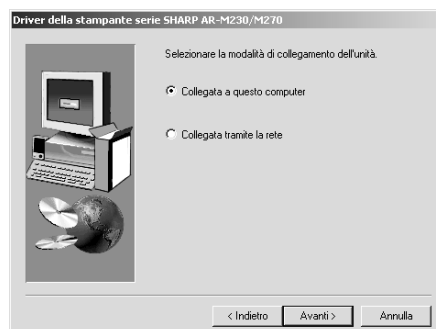 Driver della stampante serie SHARP AR-M230/M270
Selezionare la modalità di collegamento dell'unità.
Collegata a questo computer
Collegata tramite la rete
< Indietro
Avanti >
Annulla